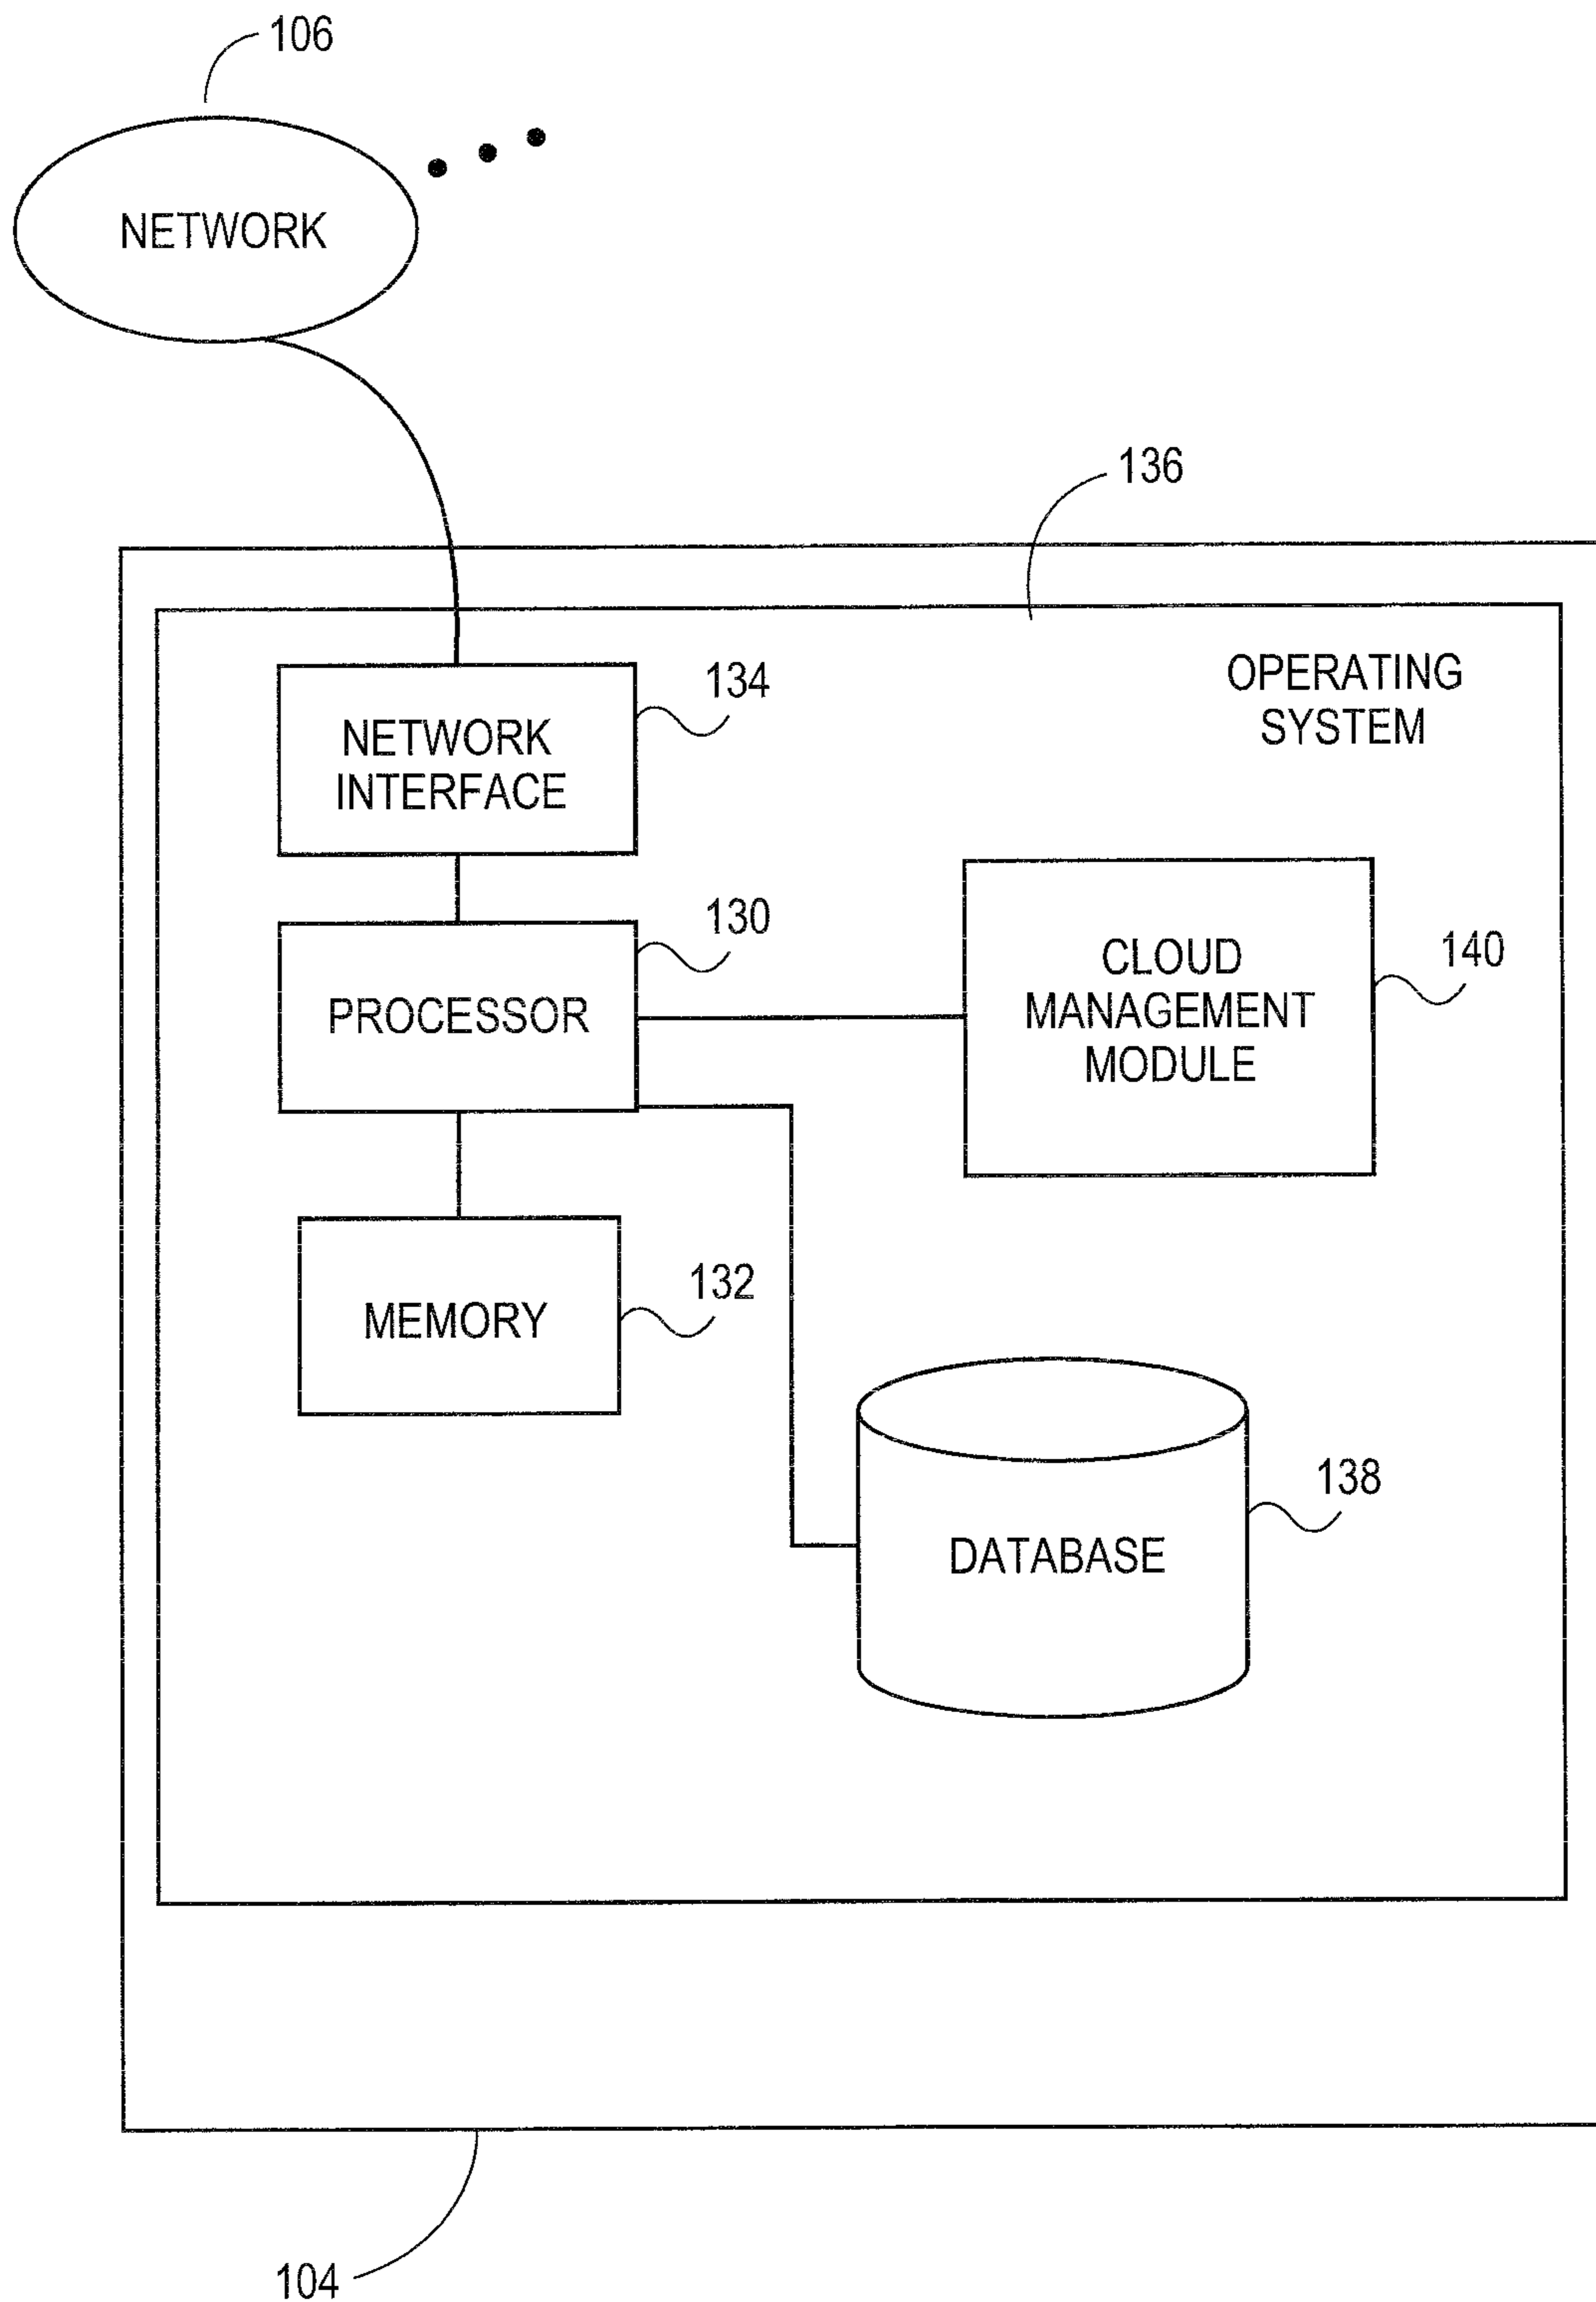 106
NETWORK
136
OPERATING
SYSTEM
134
NETWORK
INTERFACE
130
PROCESSOR
CLOUD
MANAGEMENT
MODULE
140
132
MEMORY
138
DATABASE
104